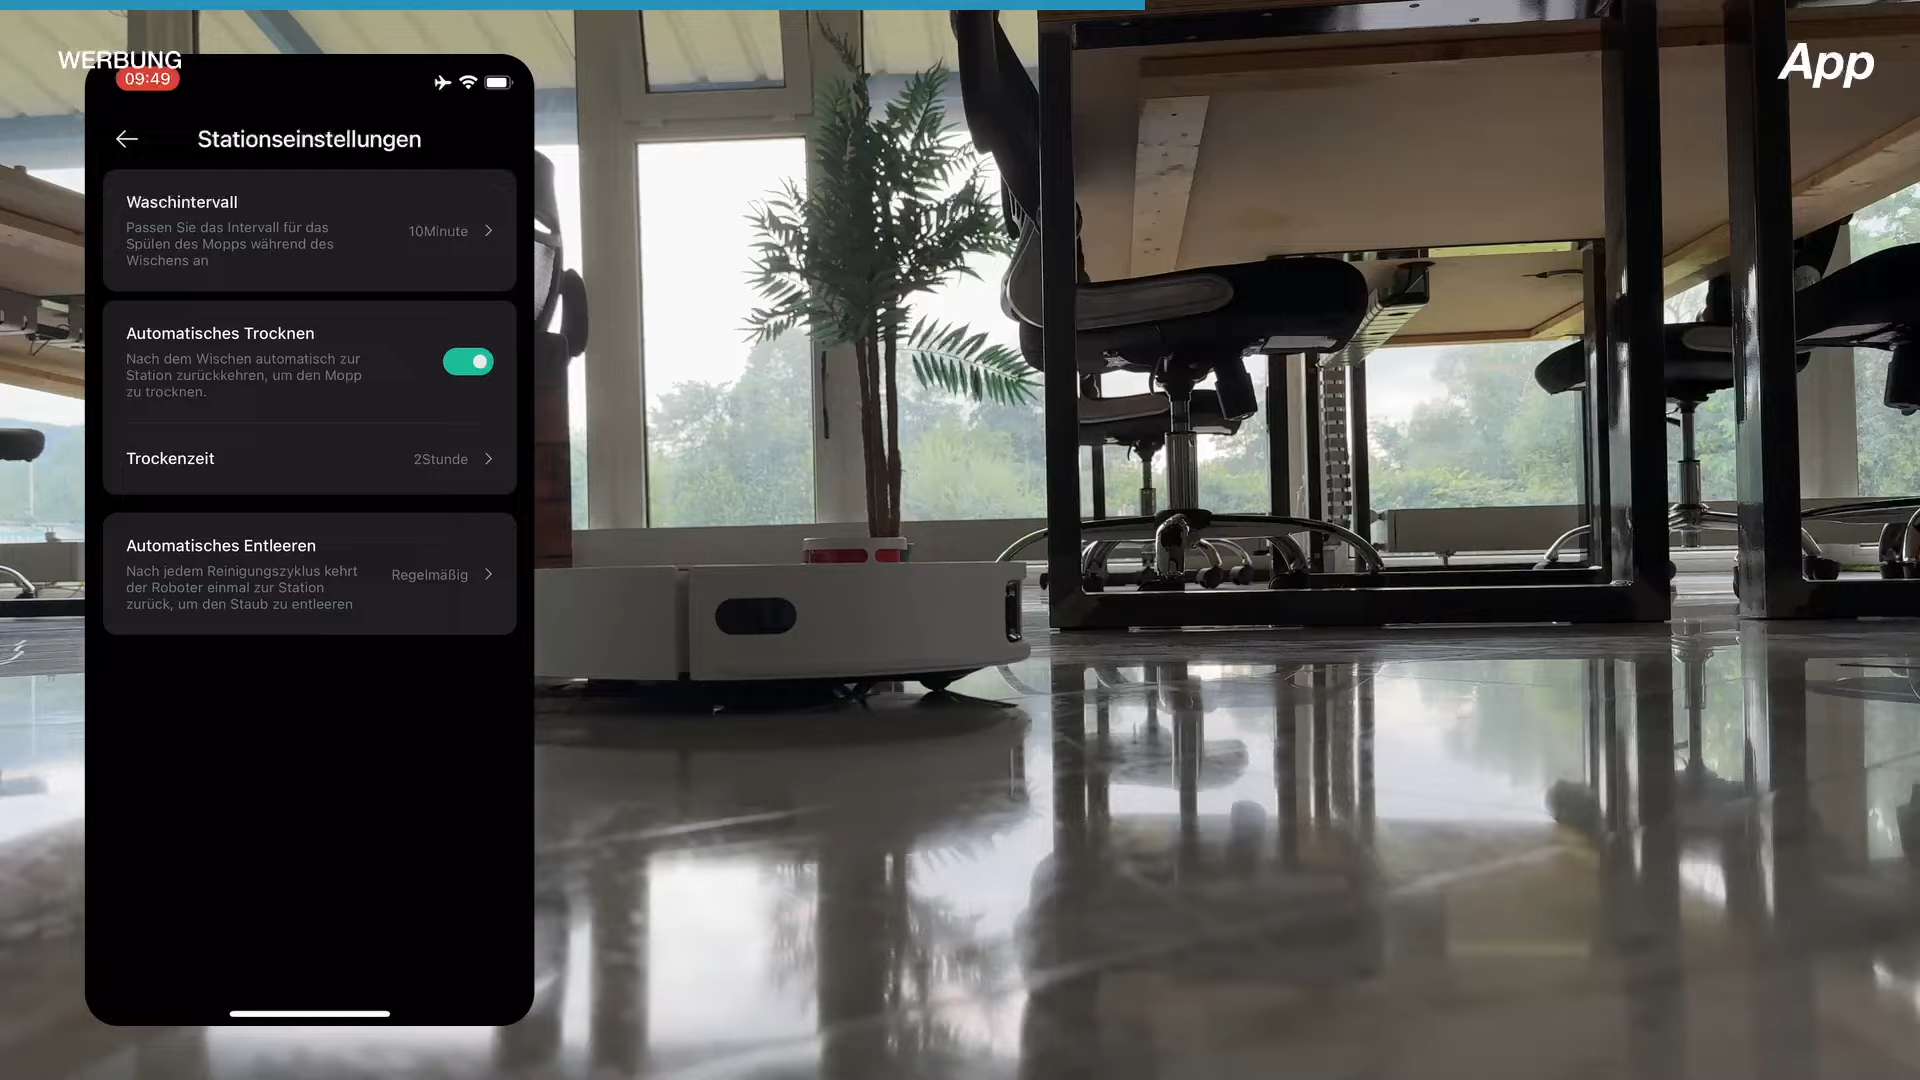 WERBUNG
App
09:49
Stationseinstellungen
Waschintervall
Passen Sie das Intervall für das
Spülen des Mopps während des
Wischens an
10Minute
Automatisches Trocknen
Nach dem Wischen automatisch zur
Station zurückkehren, um den Mopp
zu trocknen.
Trockenzeit
2Stunde
Automatisches Entleeren
Nach jedem Reinigungszyklus kehrt
der Roboter einmal zur Station
zurück, um den Staub zu entleeren
Regelmäßig